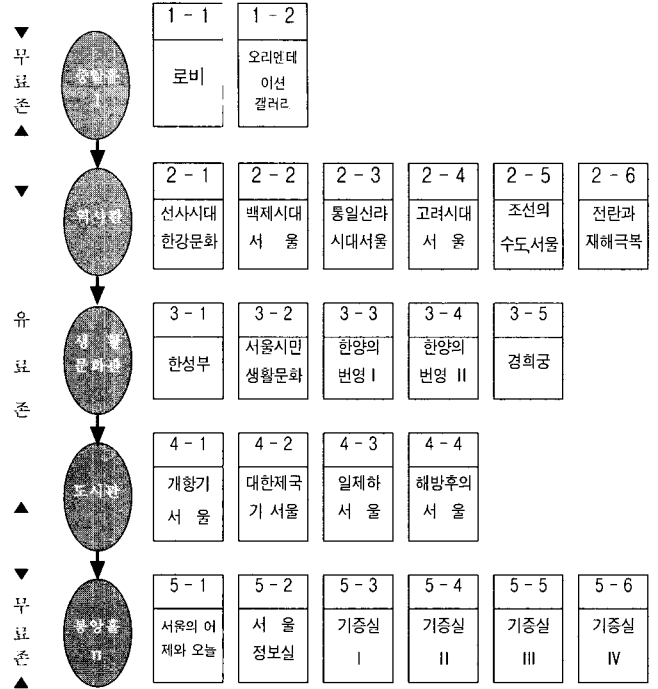 ▼
무
료
존
▲
1 - 1
로비
1 - 2
오리엔테
이션
갤러리
▼
유
료
존
▲
역사관
2 - 1
선사시대
한강문화
2 - 2
백제시대
서 울
2 - 3
통일신라
시대서울
2 - 4
고려시대
서 울
2 - 5
조선의
수도서울
2 - 6
전란과
재해극복
생 활
문화관
3 - 1
한성부
3 - 2
서울시민
생활문화
3 - 3
한양의
번영 I
3 - 4
한양의
번영 II
3 - 5
경희궁
도시관
4 - 1
개항기
서 울
4 - 2
대한제국
기 서울
4 - 3
일제하
서 울
4 - 4
해방후의
서 울
▼
무
료
존
▲
5 - 1
서울의 어
제와 오늘
5 - 2
서 울
정보실
5 - 3
기증실
I
5 - 4
기증실
II
5 - 5
기증실
III
5 - 6
기증실
IV